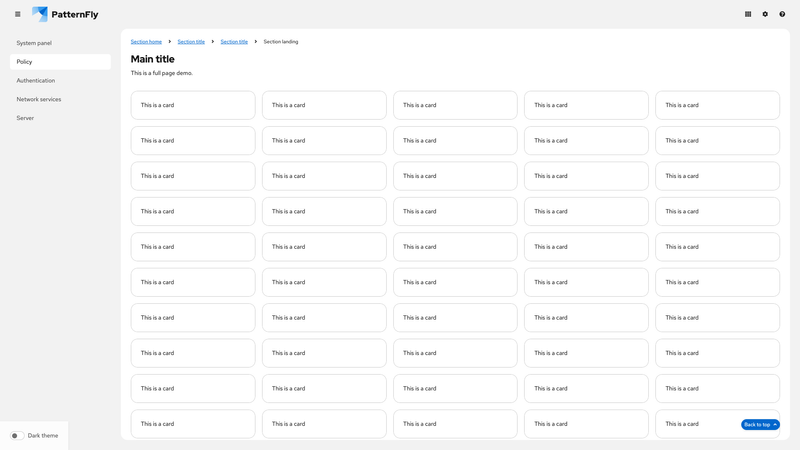 PatternFly
System panel
Policy
Authentication
Network services
Server
Dark theme
Section home > Section title > Section title > Section landing
Main title
This is a full page demo.
This is a card This is a card This is a card This is a card This is a card
This is a card This is a card This is a card This is a card This is a card
This is a card This is a card This is a card This is a card This is a card
This is a card This is a card This is a card This is a card This is a card
This is a card This is a card This is a card This is a card This is a card
This is a card This is a card This is a card This is a card This is a card
This is a card This is a card This is a card This is a card This is a card
This is a card This is a card This is a card This is a card This is a card
This is a card This is a card This is a card This is a card This is a card
This is a card This is a card This is a card This is a card This is a card
Back to top